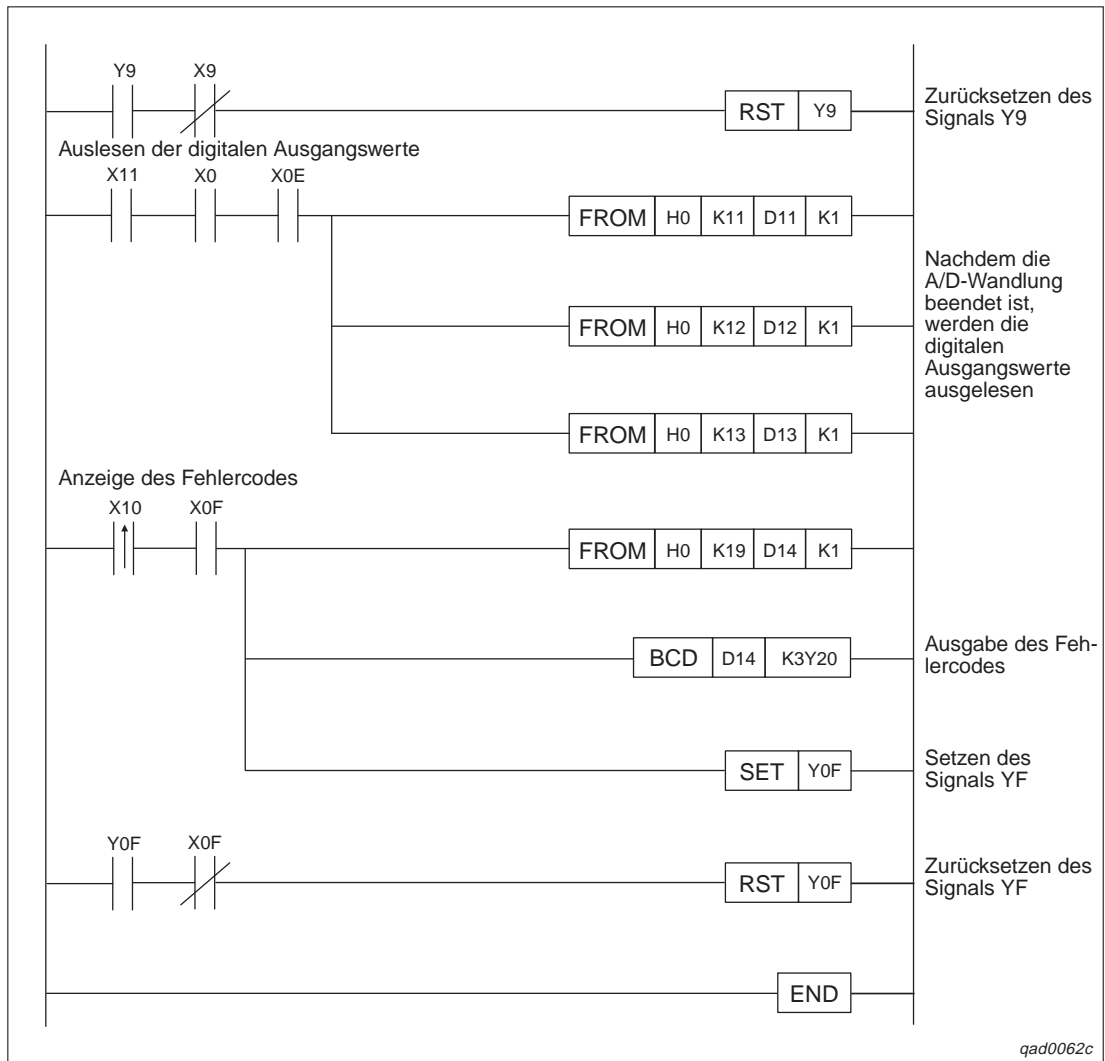 Y9 X9
RST Y9
Zurücksetzen des
Signals Y9
Auslesen der digitalen Ausgangswerte
X11 X0 X0E
FROM H0 K11 D11 K1
FROM H0 K12 D12 K1
Nachdem die
A/D-Wandlung
beendet ist,
werden die
digitalen
Ausgangswerte
ausgelesen
FROM H0 K13 D13 K1
Anzeige des Fehlercodes
X10 X0F
FROM H0 K19 D14 K1
BCD D14 K3Y20
Ausgabe des Feh-
lercodes
SET Y0F
Setzen des
Signals YF
Y0F X0F
RST Y0F
Zurücksetzen des
Signals YF
END
qad0062c